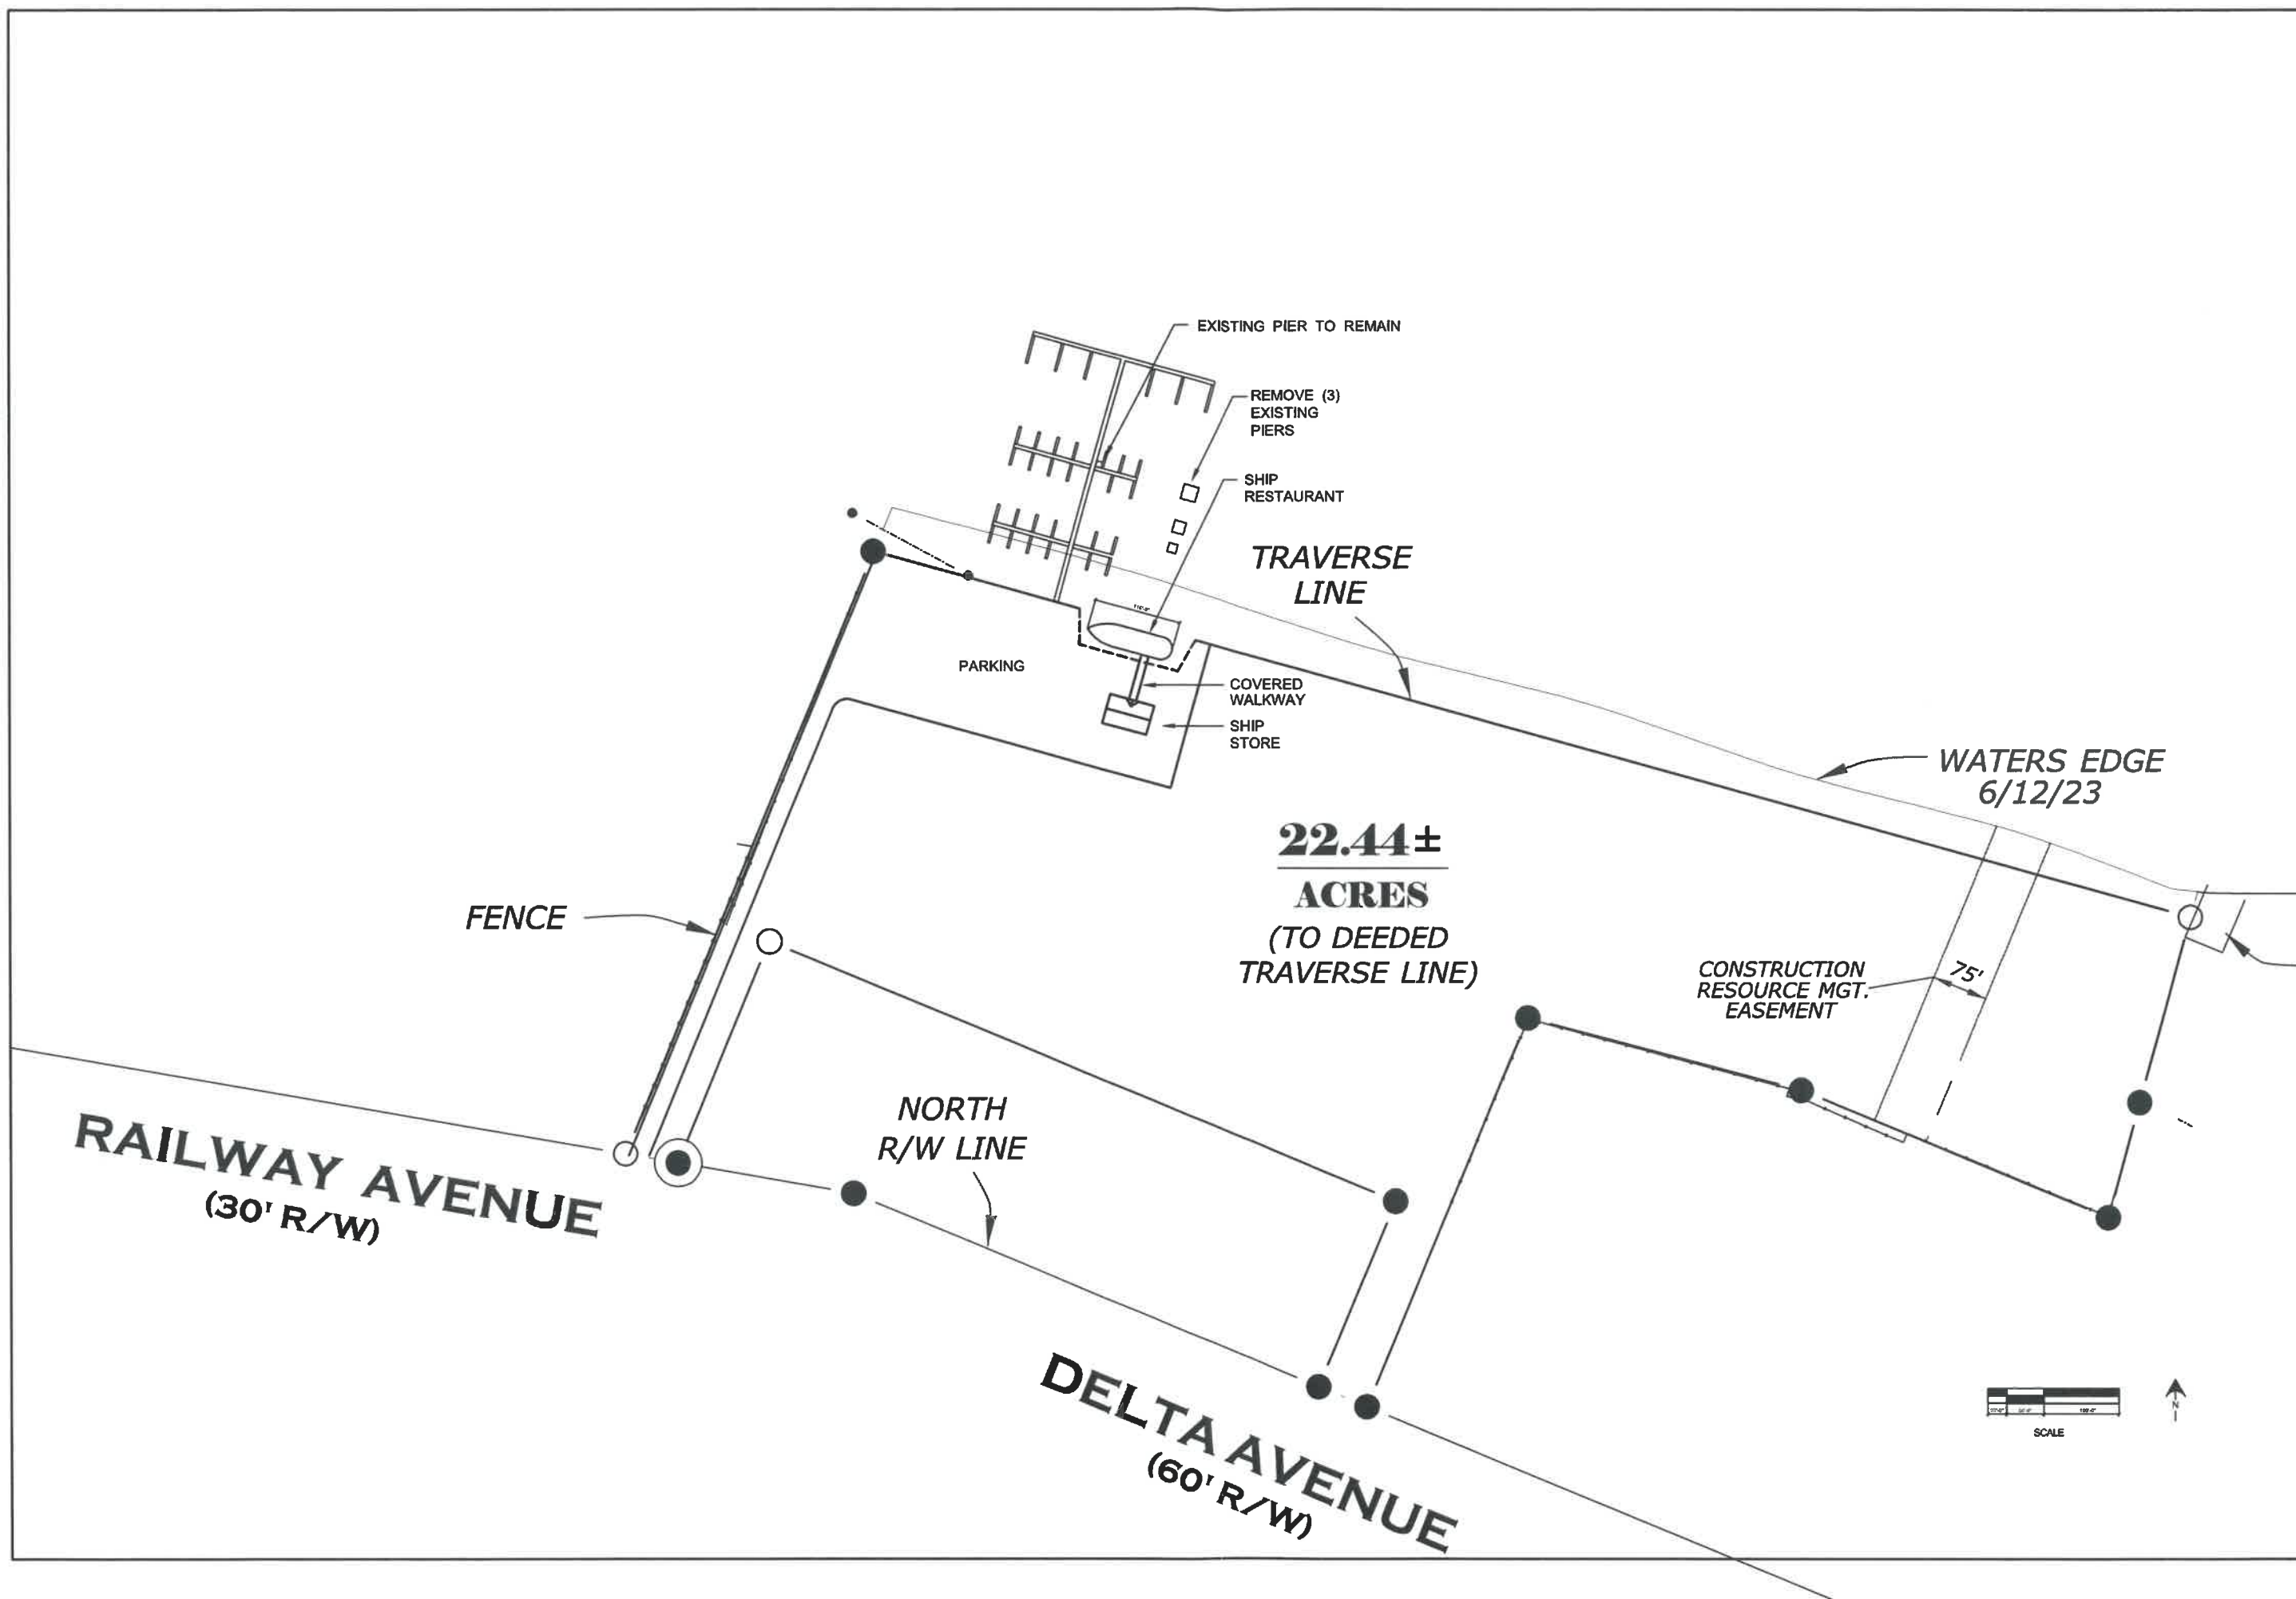 EXISTING PIER TO REMAIN
REMOVE (3)
EXISTING
PIERS
SHIP
RESTAURANT
TRAVERSE
LINE
PARKING
COVERED
WALKWAY
SHIP
STORE
WATERS EDGE
6/12/23
22.44±
ACRES
(TO DEEDED
TRAVERSE LINE)
FENCE
CONSTRUCTION
RESOURCE MGT.
EASEMENT
75'
NORTH
R/W LINE
RAILWAY AVENUE
(30' R/W)
DELTA AVENUE
(60' R/W)
N
SCALE